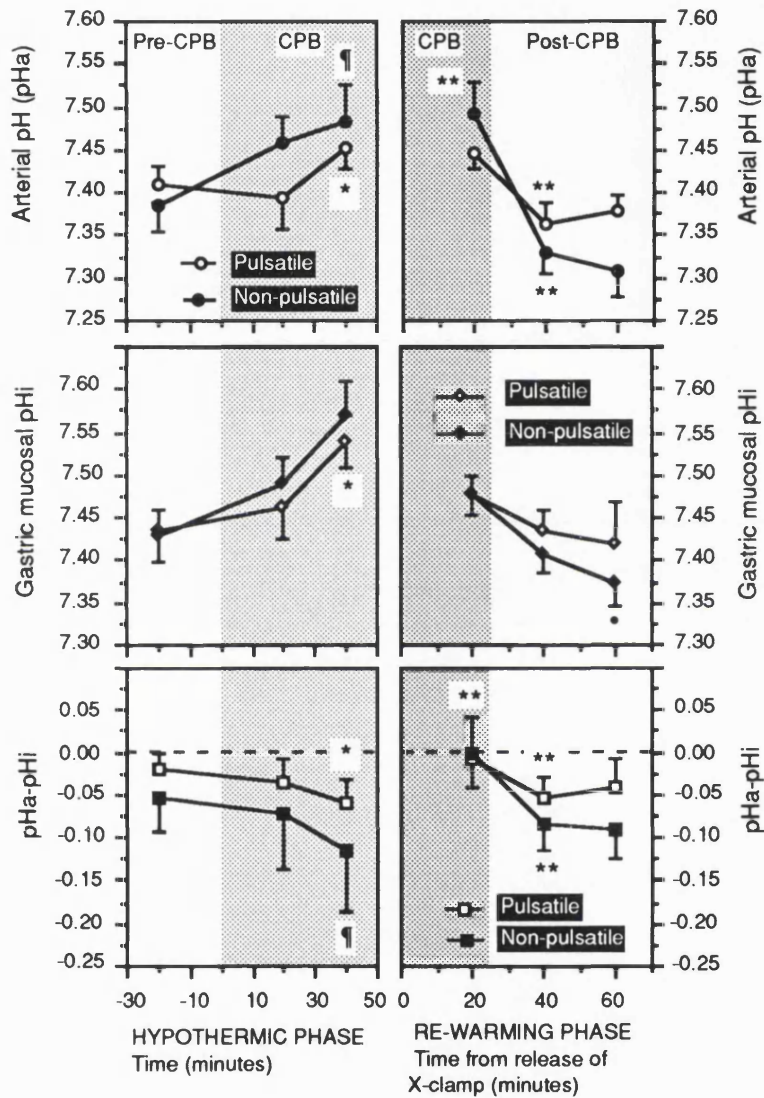 7.60
7.55
7.50
7.45
7.40
7.35
7.30
7.25
Arterial pH (pHa)
Pre-CPB
CPB
¶
*
Pulsatile
Non-pulsatile
CPB
Post-CPB
**
**
**
7.60
7.55
7.50
7.45
7.40
7.35
7.30
7.25
Arterial pH (pHa)
7.60
7.55
7.50
7.45
7.40
7.35
7.30
Gastric mucosal pHi
*
Pulsatile
Non-pulsatile
•
7.60
7.55
7.50
7.45
7.40
7.35
7.30
Gastric mucosal pHi
0.05
0.00
-0.05
-0.10
-0.15
-0.20
-0.25
pHa-pHi
*
¶
**
**
**
Pulsatile
Non-pulsatile
0.05
0.00
-0.05
-0.10
-0.15
-0.20
-0.25
pHa-pHi
-30 -10 10 30 50
0 20 40 60
HYPOTHERMIC PHASE
Time (minutes)
RE-WARMING PHASE
Time from release of
X-clamp (minutes)